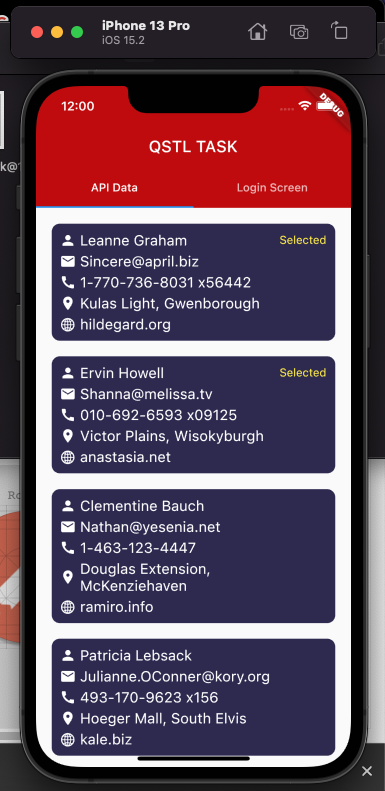 iPhone 13 Pro
iOS 15.2
12:00
DEBUG
QSTL TASK
API Data
Login Screen
Leanne Graham
Selected
Sincere@april.biz
1-770-736-8031 x56442
Kulas Light, Gwenborough
hildegard.org
Ervin Howell
Selected
Shanna@melissa.tv
010-692-6593 x09125
Victor Plains, Wisokyburgh
anastasia.net
Clementine Bauch
Nathan@yesenia.net
1-463-123-4447
Douglas Extension,
McKenziehaven
ramiro.info
Patricia Lebsack
Julianne.OConner@kory.org
493-170-9623 x156
Hoeger Mall, South Elvis
kale.biz